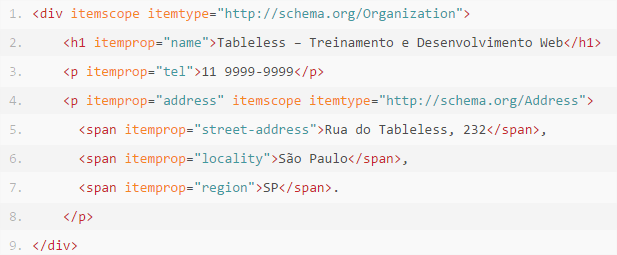 1. <div itemscope itemtype="http://schema.org/Organization">
2. <h1 itemprop="name">Tableless – Treinamento e Desenvolvimento Web</h1>
3. <p itemprop="tel">11 9999-9999</p>
4. <p itemprop="address" itemscope itemtype="http://schema.org/Address">
5. <span itemprop="street-address">Rua do Tableless, 232</span>,
6. <span itemprop="locality">São Paulo</span>,
7. <span itemprop="region">SP</span>.
8. </p>
9. </div>